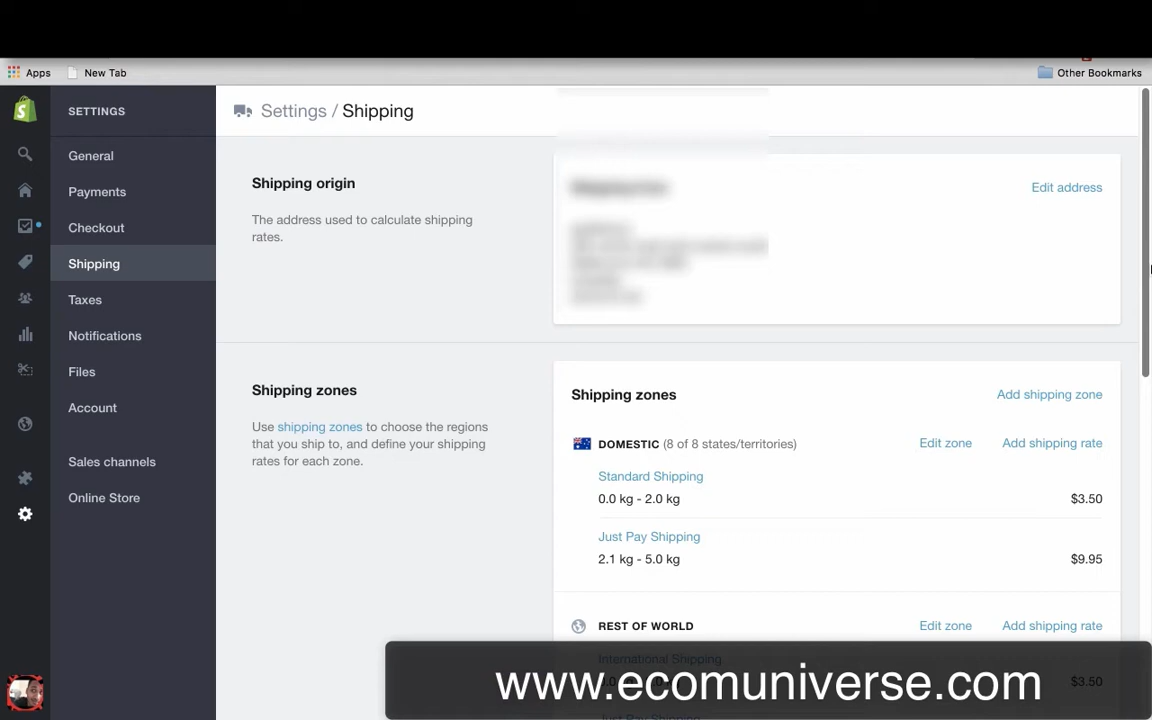 Apps
New Tab
Other Bookmarks
SETTINGS
Settings / Shipping
General
Payments
Checkout
Shipping
Taxes
Notifications
Files
Account
Sales channels
Online Store
Shipping origin
The address used to calculate shipping
rates.
Edit address
Shipping zones
Use shipping zones to choose the regions
that you ship to, and define your shipping
rates for each zone.
Shipping zones
Add shipping zone
DOMESTIC (8 of 8 states/territories)
Edit zone
Add shipping rate
Standard Shipping
0.0 kg - 2.0 kg
$3.50
Just Pay Shipping
2.1 kg - 5.0 kg
$9.95
REST OF WORLD
Edit zone
Add shipping rate
International Shipping
$3.50
Just Pay Shipping
www.ecomuniverse.com